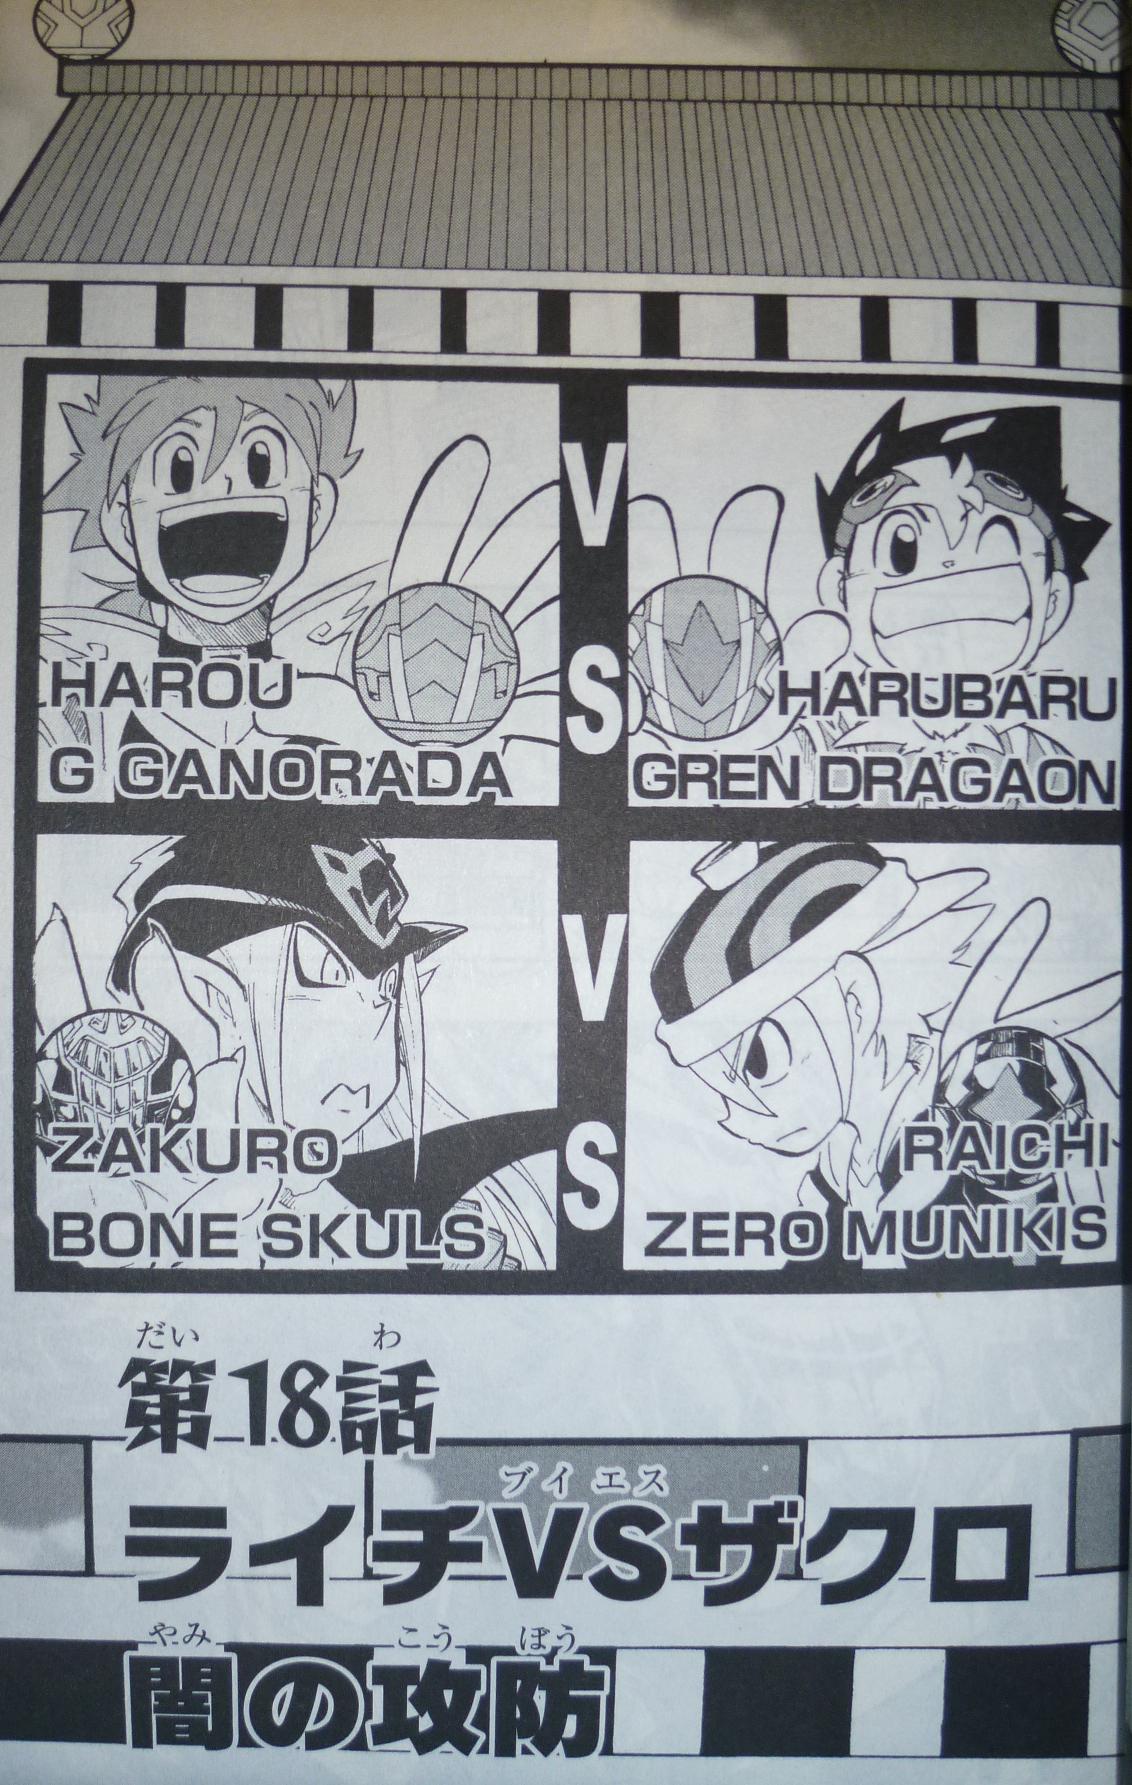 HAROU
G GANORADA
VS
HARUBARU
GREN DRAGAON
ZAKURO
BONE SKULS
VS
RAICHI
ZERO MUNIKIS
だい わ
第18話
ブイ エス
ライチVSザクロ
やみ こう ぼう
闇の攻防